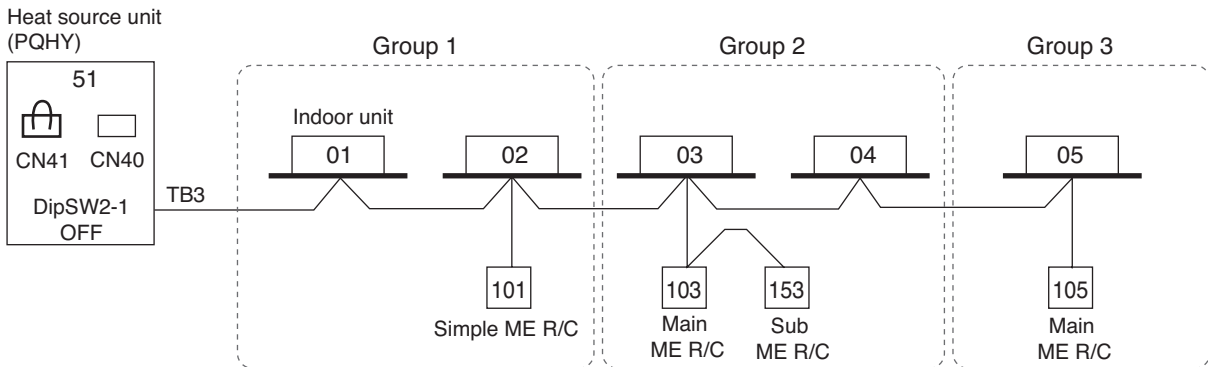 Heat source unit
(PQHY)
51
CN41 CN40
DipSW2-1
OFF
TB3
Group 1
Indoor unit
01
02
101
Simple ME R/C
Group 2
03
04
103
153
Main
ME R/C
Sub
ME R/C
Group 3
05
105
Main
ME R/C